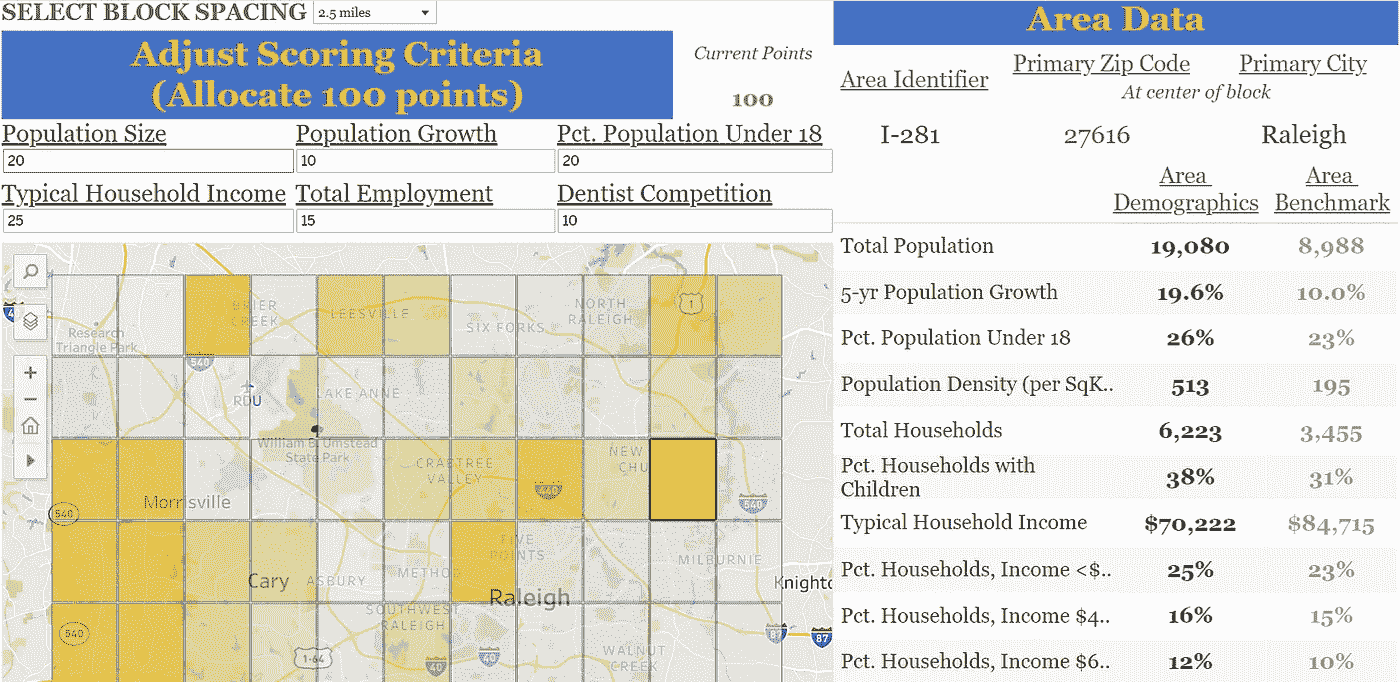 SELECT BLOCK SPACING 2.5 miles
Adjust Scoring Criteria
(Allocate 100 points)
Current Points
100
Population Size Population Growth Pct. Population Under 18
20 10 20
Typical Household Income Total Employment Dentist Competition
25 15 10
BRIER
CREEK
LEESVILLE
SIX FORKS
NORTH
RALEIGH
1
Research
Triangle Park
540
RDU
LAKE ANNE
William B. Umstead
State Park
CRABTREE
VALLEY
NEW
CHU
440
540
Morrisville
540
FIVE
POINTS
MILBURNIE
Cary
ASBURY
METHOD
Raleigh
Knightd
SOUTHWEST
RALEIGH
540
1-64
40
40
87
87
WALNUT
CREEK
Area Data
Area Identifier Primary Zip Code Primary City
At center of block
I-281 27616 Raleigh
Area Area
Demographics Benchmark
Total Population 19,080 8,988
5-yr Population Growth 19.6% 10.0%
Pct. Population Under 18 26% 23%
Population Density (per SqK.. 513 195
Total Households 6,223 3,455
Pct. Households with
Children 38% 31%
Typical Household Income $70,222 $84,715
Pct. Households, Income <$.. 25% 23%
Pct. Households, Income $4.. 16% 15%
Pct. Households, Income $6.. 12% 10%